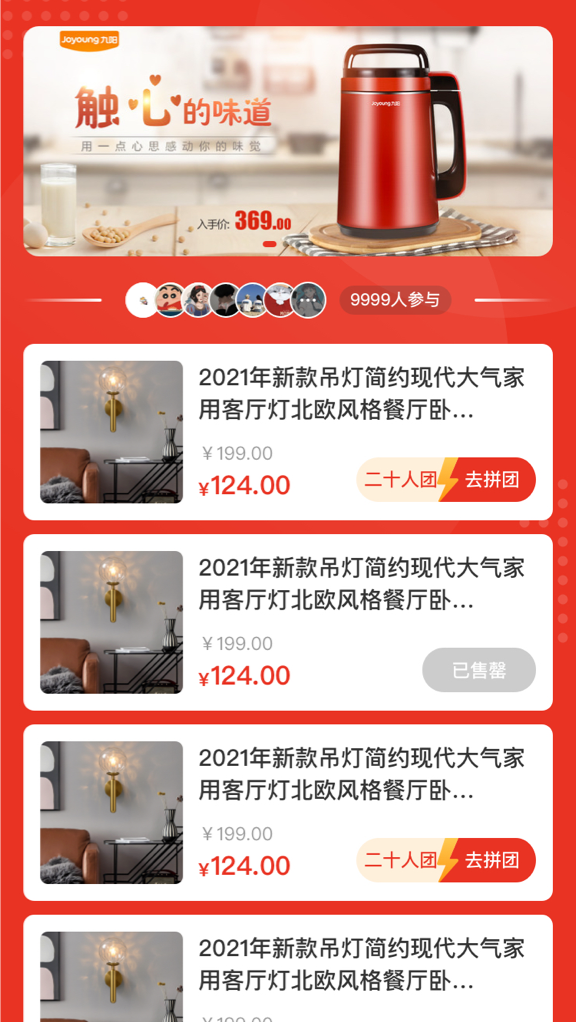 Joyoung九阳
触心的味道
用一点心思感动你的味觉
Joyoung九阳
入手价: 369.00
9999人参与
2021年新款吊灯简约现代大气家
用客厅灯北欧风格餐厅卧...
￥199.00
¥124.00
二十人团 去拼团
2021年新款吊灯简约现代大气家
用客厅灯北欧风格餐厅卧...
￥199.00
¥124.00
已售罄
2021年新款吊灯简约现代大气家
用客厅灯北欧风格餐厅卧...
￥199.00
¥124.00
二十人团 去拼团
2021年新款吊灯简约现代大气家
用客厅灯北欧风格餐厅卧...
￥199.00